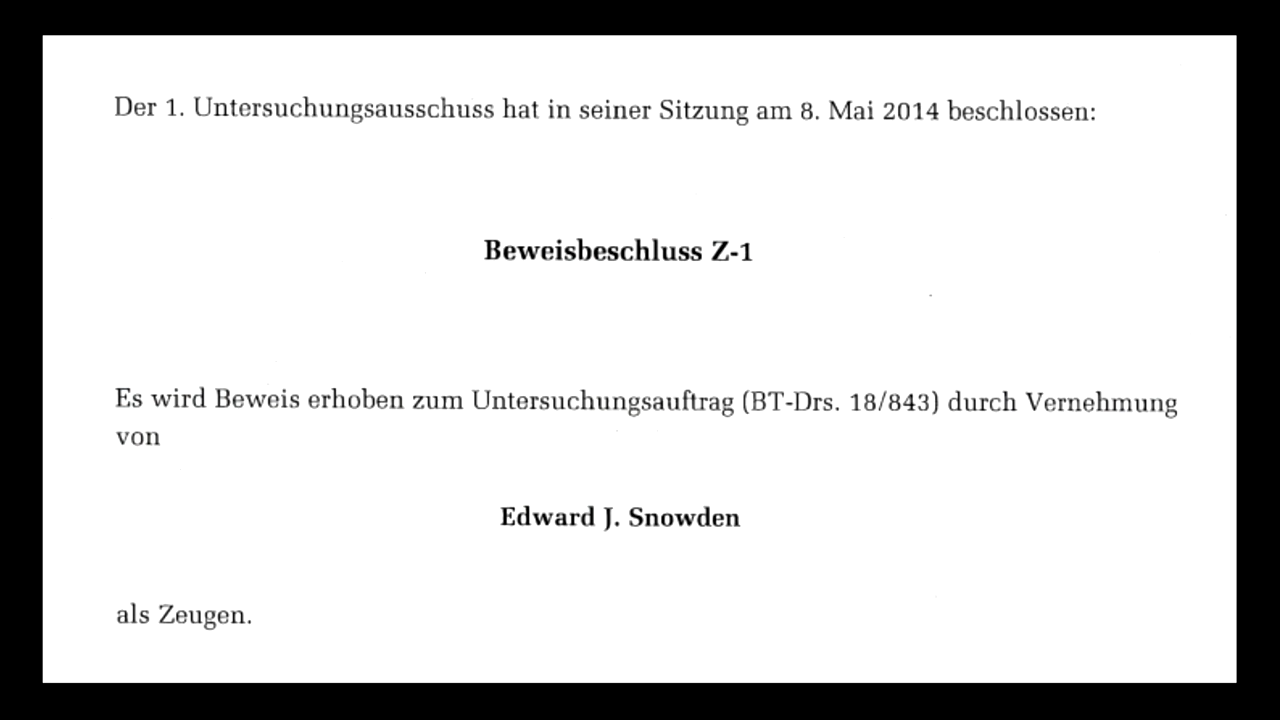 Der 1. Untersuchungsausschuss hat in seiner Sitzung am 8. Mai 2014 beschlossen:
Beweisbeschluss Z-1
Es wird Beweis erhoben zum Untersuchungsauftrag (BT-Drs. 18/843) durch Vernehmung
von
Edward J. Snowden
als Zeugen.